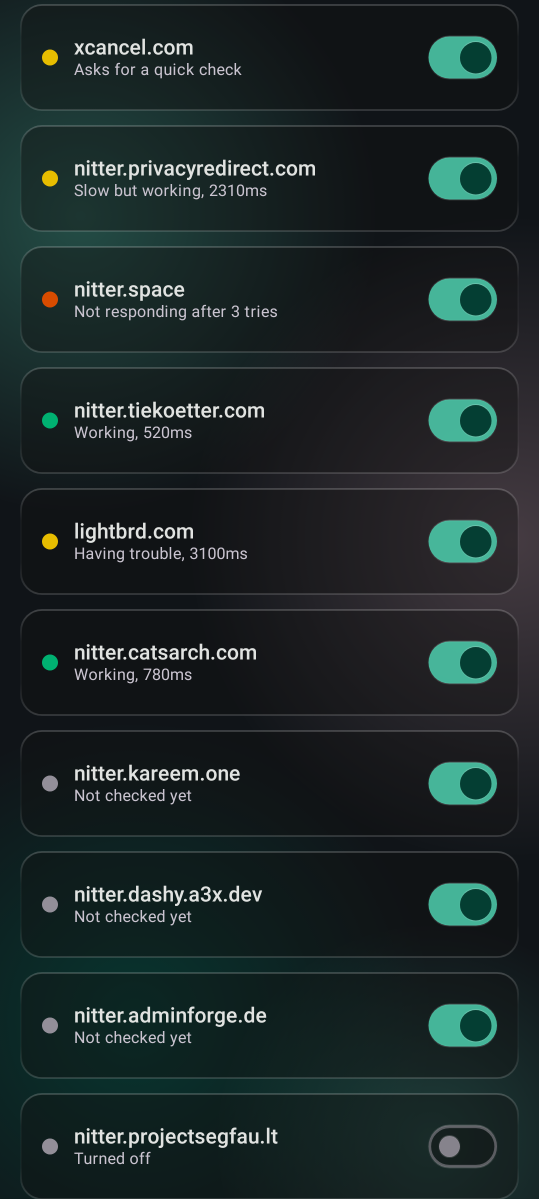 xcancel.com
Asks for a quick check
nitter.privacyredirect.com
Slow but working, 2310ms
nitter.space
Not responding after 3 tries
nitter.tiekoetter.com
Working, 520ms
lightbrd.com
Having trouble, 3100ms
nitter.catsarch.com
Working, 780ms
nitter.kareem.one
Not checked yet
nitter.dashy.a3x.dev
Not checked yet
nitter.adminforge.de
Not checked yet
nitter.projectsegfau.lt
Turned off